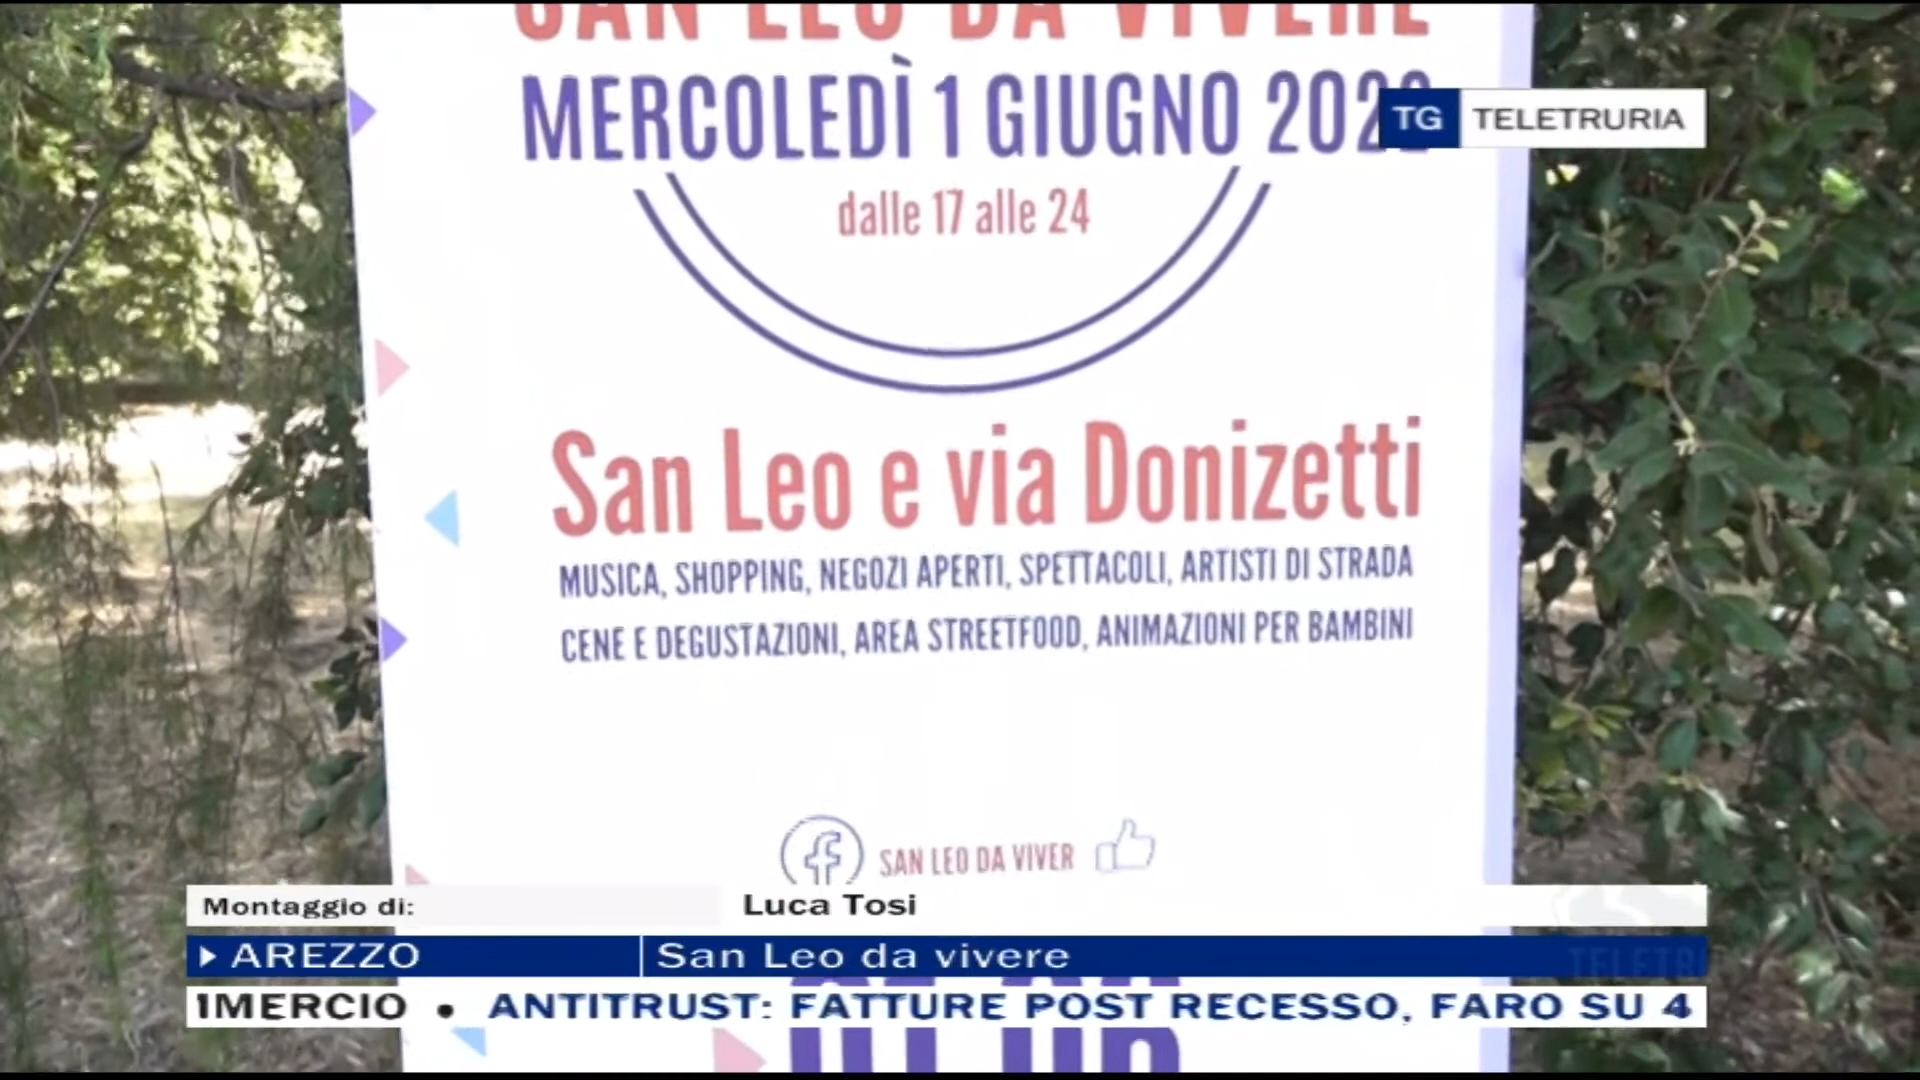 SAN LEO DA VIVERE
MERCOLEDÌ 1 GIUGNO 2022
TG TELETRURIA
dalle 17 alle 24
San Leo e via Donizetti
MUSICA, SHOPPING, NEGOZI APERTI, SPETTACOLI, ARTISTI DI STRADA
CENE E DEGUSTAZIONI, AREA STREETFOOD, ANIMAZIONI PER BAMBINI
SAN LEO DA VIVER
Montaggio di: Luca Tosi
AREZZO San Leo da vivere
TELETR
MERCIO • ANTITRUST: FATTURE POST RECESSO, FARO SU 4